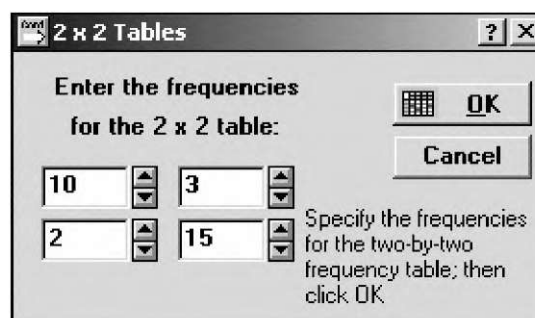 2 x 2 Tables
? X
Enter the frequencies
for the 2 x 2 table:
OK
Cancel
10
3
2
15
Specify the frequencies
for the two-by-two
frequency table; then
click OK